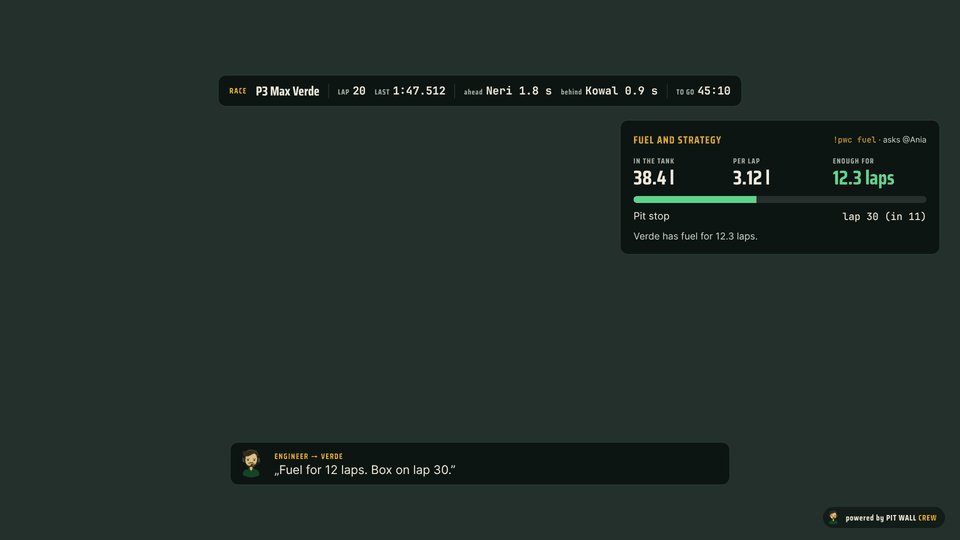 RACE P3 Max Verde LAP 20 LAST 1:47.512 ahead Neri 1.8 s behind Kowal 0.9 s TO GO 45:10
FUEL AND STRATEGY !pwc fuel · asks @Ania
IN THE TANK PER LAP ENOUGH FOR
38.4 l 3.12 l 12.3 laps
Pit stop lap 30 (in 11)
Verde has fuel for 12.3 laps.
ENGINEER → VERDE
„Fuel for 12 laps. Box on lap 30.”
powered by PIT WALL CREW